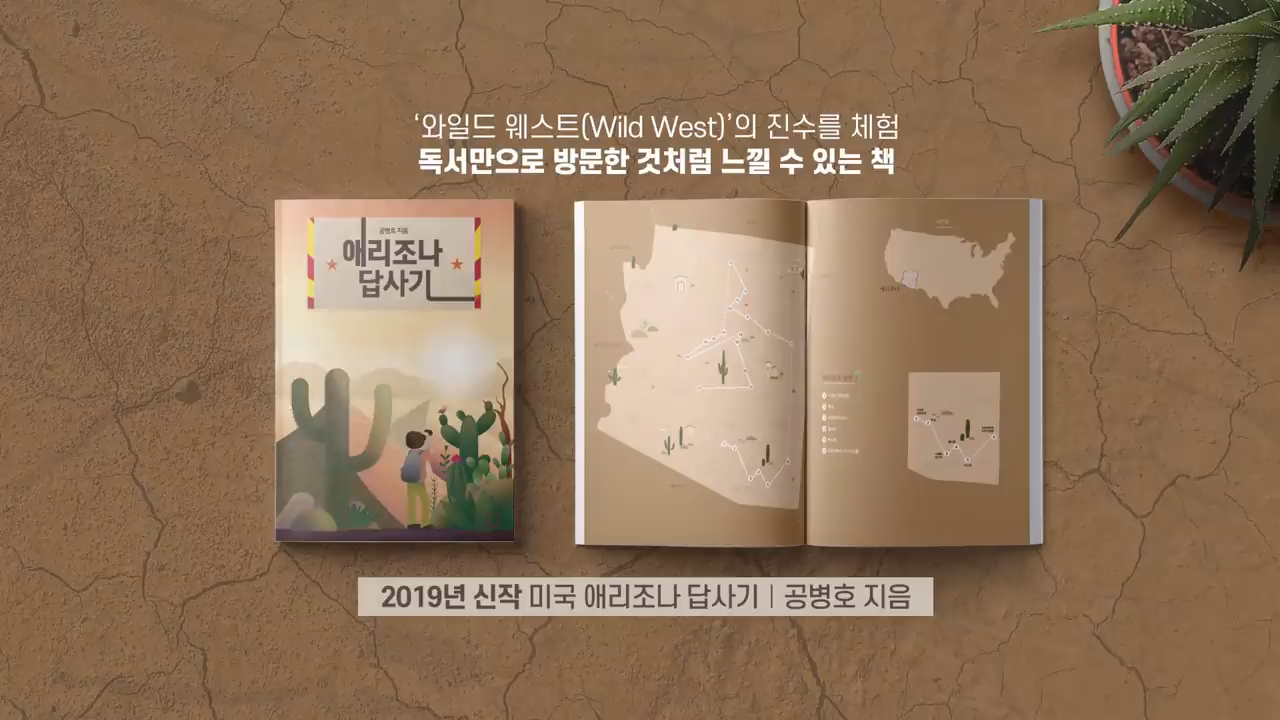 ‘와일드 웨스트(Wild West)’의 진수를 체험
독서만으로 방문한 것처럼 느낄 수 있는 책
공병호 지음
애리조나
답사기
2019년 신작 미국 애리조나 답사기 | 공병호 지음